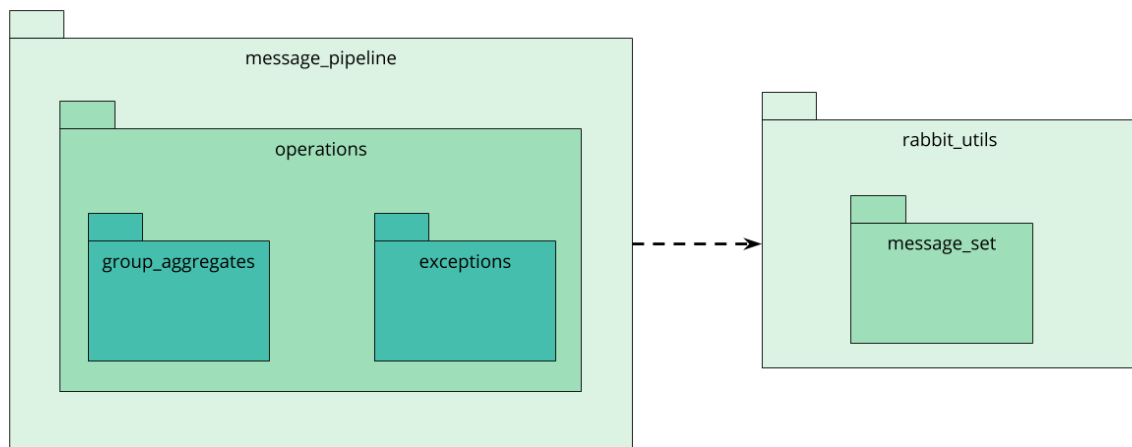 message_pipeline
operations
group_aggregates
exceptions
rabbit_utils
message_set